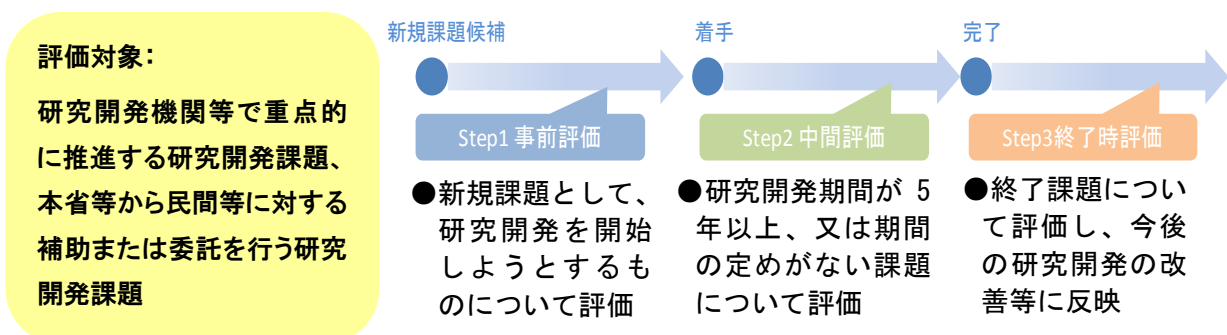 評価対象：
研究開発機関等で重点的
に推進する研究開発課題、
本省等から民間等に対する
補助または委託を行う研究
開発課題
新規課題候補
着手
完了
Step1 事前評価
Step2 中間評価
Step3終了時評価
●新規課題として、
研究開発を開始
しようとするも
のについて評価
●研究開発期間が 5
年以上、又は期間
の定めがない課題
について評価
●終了課題につい
て評価し、今後
の研究開発の改
善等に反映